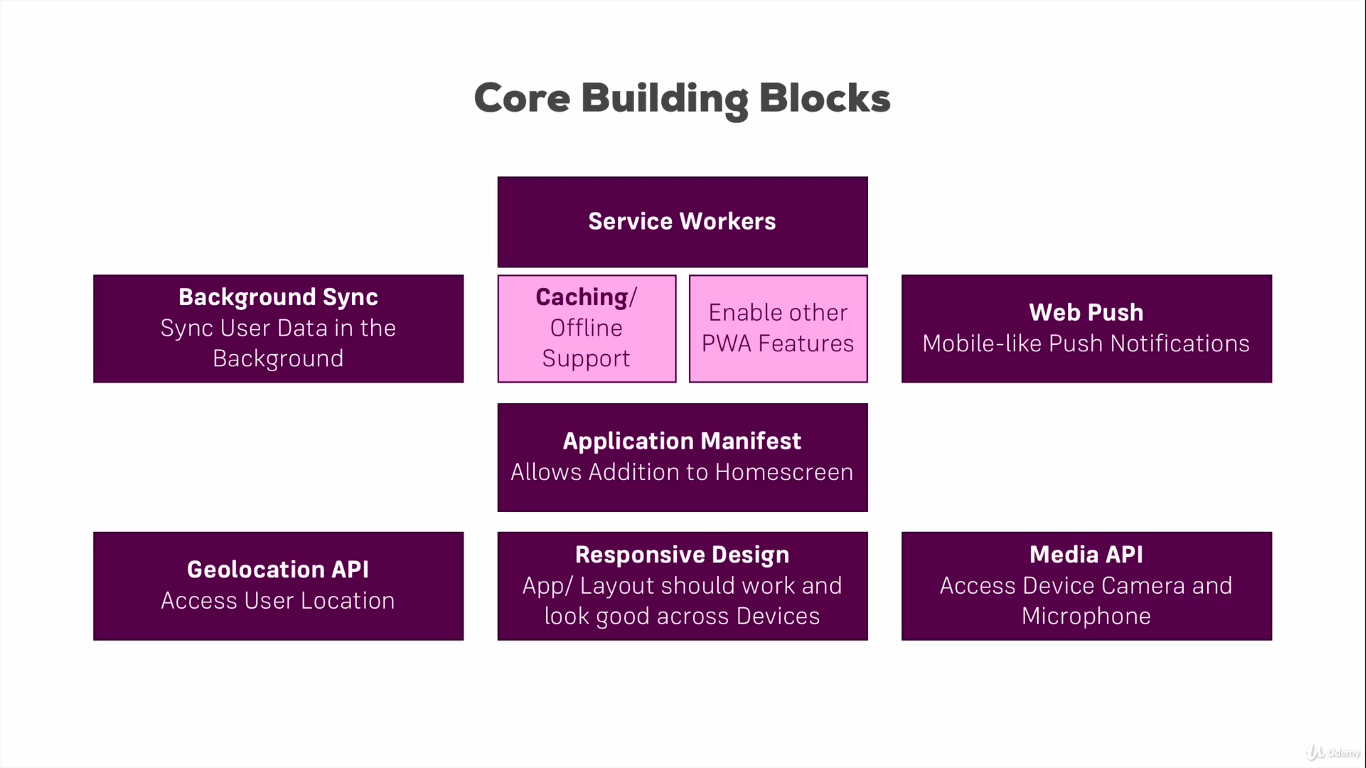 Core Building Blocks
Service Workers
Background Sync
Sync User Data in the
Background
Caching/
Offline
Support
Enable other
PWA Features
Web Push
Mobile-like Push Notifications
Application Manifest
Allows Addition to Homescreen
Geolocation API
Access User Location
Responsive Design
App/ Layout should work and
look good across Devices
Media API
Access Device Camera and
Microphone
Udemy